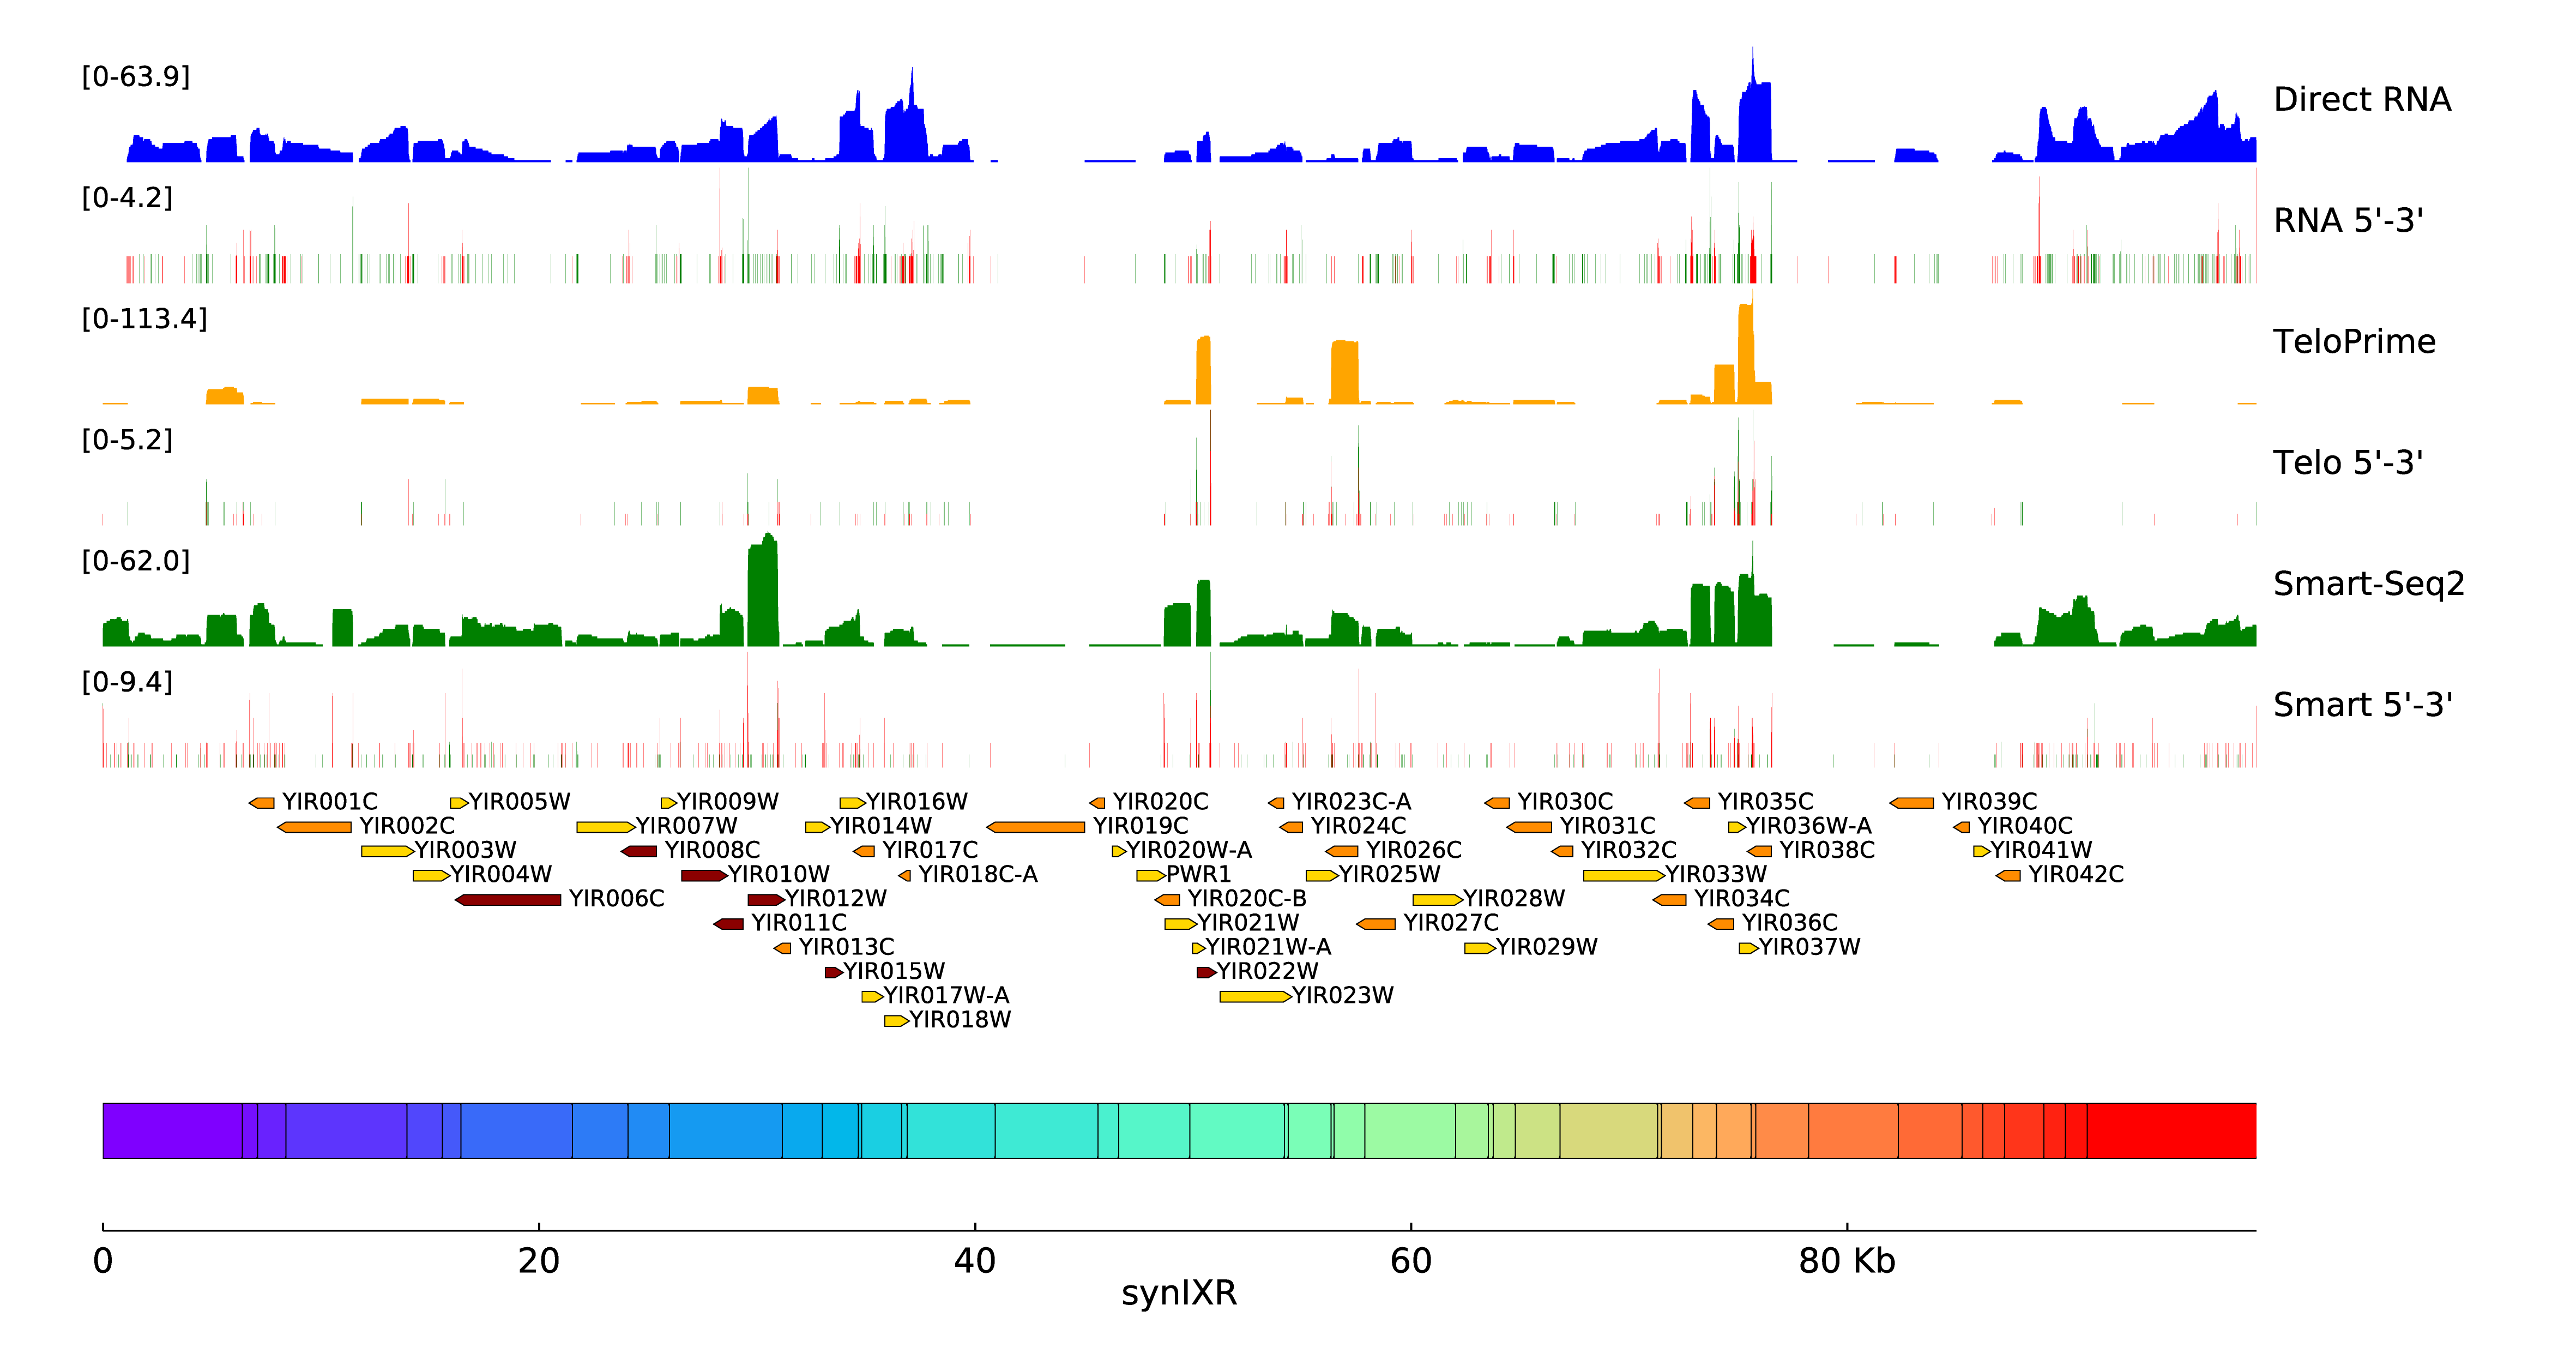 [0-63.9] Direct RNA
[0-4.2] RNA 5'-3'
[0-113.4] TeloPrime
[0-5.2] Telo 5'-3'
[0-62.0] Smart-Seq2
[0-9.4] Smart 5'-3'
YIR001C YIR005W YIR009W YIR016W YIR020C YIR023C-A YIR030C YIR035C YIR039C
YIR002C YIR007W YIR014W YIR019C YIR024C YIR031C YIR036W-A YIR040C
YIR003W YIR008C YIR017C YIR020W-A YIR026C YIR032C YIR038C YIR041W
YIR004W YIR010W YIR018C-A PWR1 YIR025W YIR033W YIR042C
YIR006C YIR012W YIR020C-B YIR028W YIR034C
YIR011C YIR021W YIR027C YIR036C
YIR013C YIR021W-A YIR029W YIR037W
YIR015W YIR022W
YIR017W-A YIR023W
YIR018W
0 20 40 60 80 Kb
synIXR